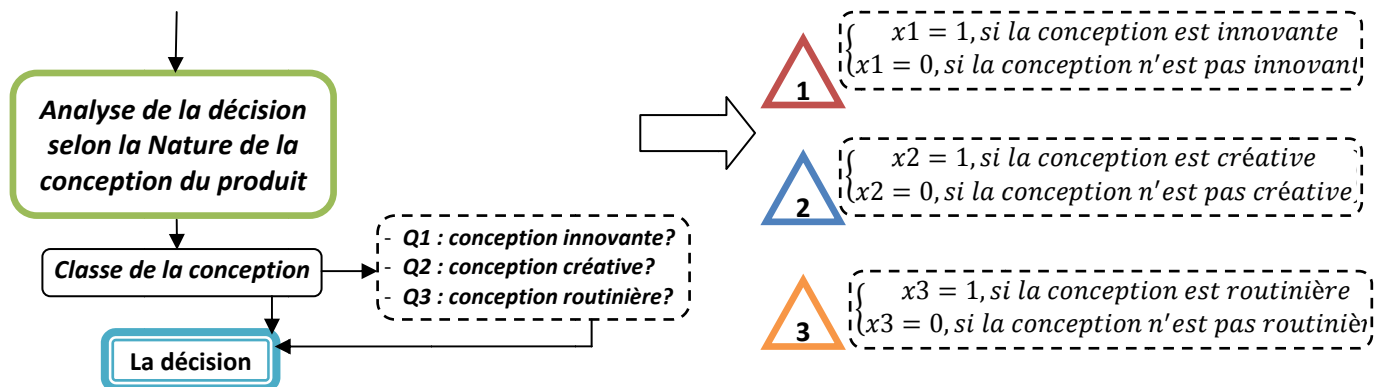 Analyse de la décision
selon la Nature de la
conception du produit
Classe de la conception
- Q1 : conception innovante?
- Q2 : conception créative?
- Q3 : conception routinière?
La décision
1
x1 = 1, si la conception est innovante
x1 = 0, si la conception n'est pas innovant
2
x2 = 1, si la conception est créative
x2 = 0, si la conception n'est pas créative
3
x3 = 1, si la conception est routinière
x3 = 0, si la conception n'est pas routinièr